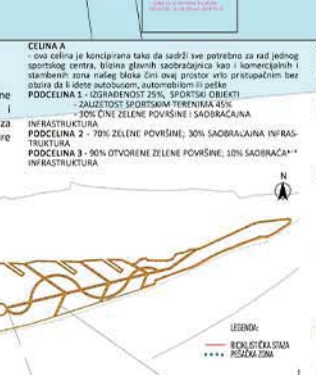 CELINA A
- ova celina je koncipirana tako da sadrži sve potrebno za rad jednog
sportskog centra, blizina glavnih saobraćajnica kao i komercijalnih i
stambenih zona našeg bloka čini ovaj prostor vrlo pristupačnim bez
obzira da li idete autobusom, automobilom ili peške
PODCELINA 1 - IZGRAĐENOST 25%, SPORTSKI OBJEKTI
- ZAUZETOST SPORTSKIM TERENIMA 45%
- 30% ČINE ZELENE POVRŠINE I SAOBRAĆAJNA
INFRASTRUKTURA
PODCELINA 2 - 70% ZELENE POVRŠINE; 30% SAOBRAĆAJNA INFRAS-
TRUKTURA
PODCELINA 3 - 90% OTVORENE ZELENE POVRŠINE; 10% SAOBRAĆA
INFRASTRUKTURA
ne
i
za
re
N
LEGENDA:
BICIKLISTIČKA STAZA
PEŠAČKA ZONA